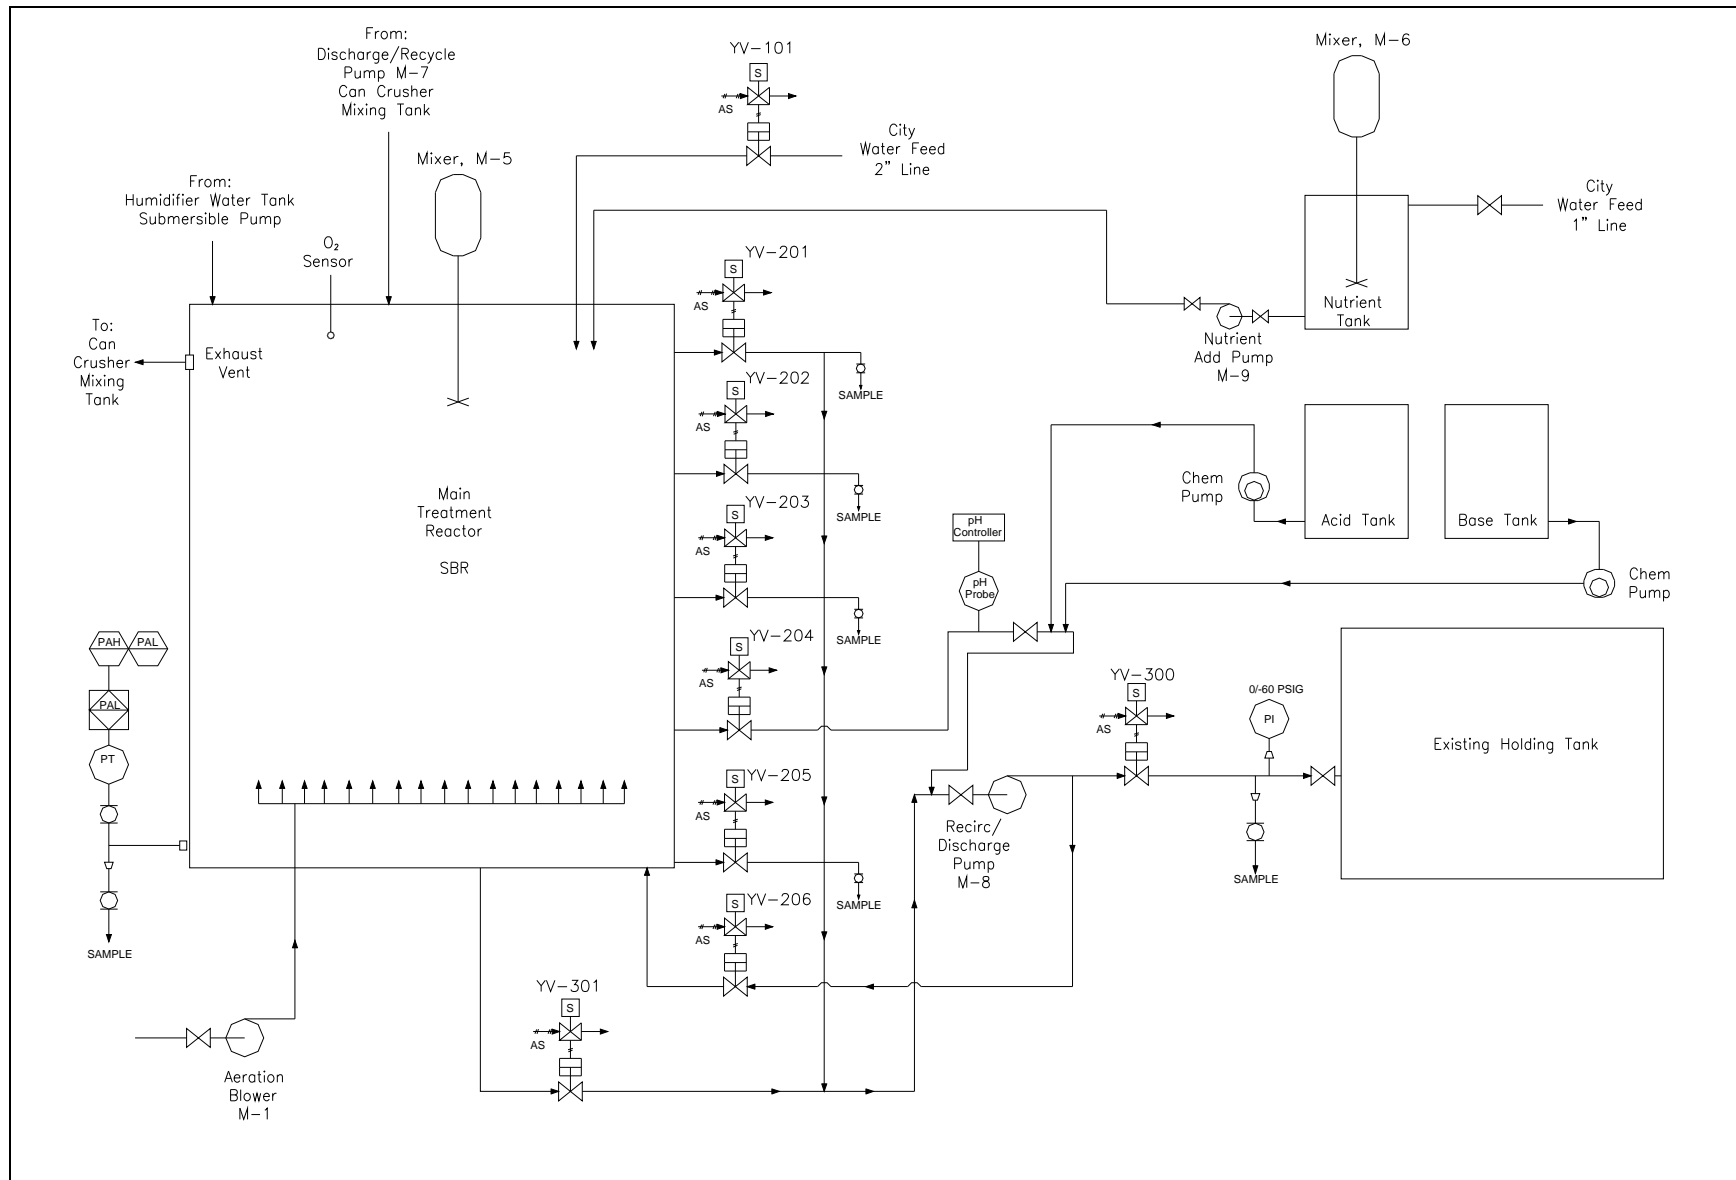 From:
Discharge/Recycle
Pump M-7
Can Crusher
Mixing Tank
YV-101
S
AS
City
Water Feed
2" Line
Mixer, M-6
Mixer, M-5
From:
Humidifier Water Tank
Submersible Pump
O₂
Sensor
City
Water Feed
1" Line
To:
Can
Crusher
Mixing
Tank
Exhaust
Vent
YV-201
S
AS
SAMPLE
Nutrient
Tank
Nutrient
Add Pump
M-9
YV-202
S
AS
SAMPLE
Main
Treatment
Reactor
SBR
YV-203
S
AS
SAMPLE
Chem
Pump
Acid Tank
Base Tank
Chem
Pump
pH
Controller
pH
Probe
PAH
PAL
PAL
PT
SAMPLE
YV-204
S
AS
YV-300
S
AS
0/-60 PSIG
PI
SAMPLE
Existing Holding Tank
YV-205
S
AS
SAMPLE
Recirc/
Discharge
Pump
M-8
YV-206
S
AS
YV-301
S
AS
Aeration
Blower
M-1